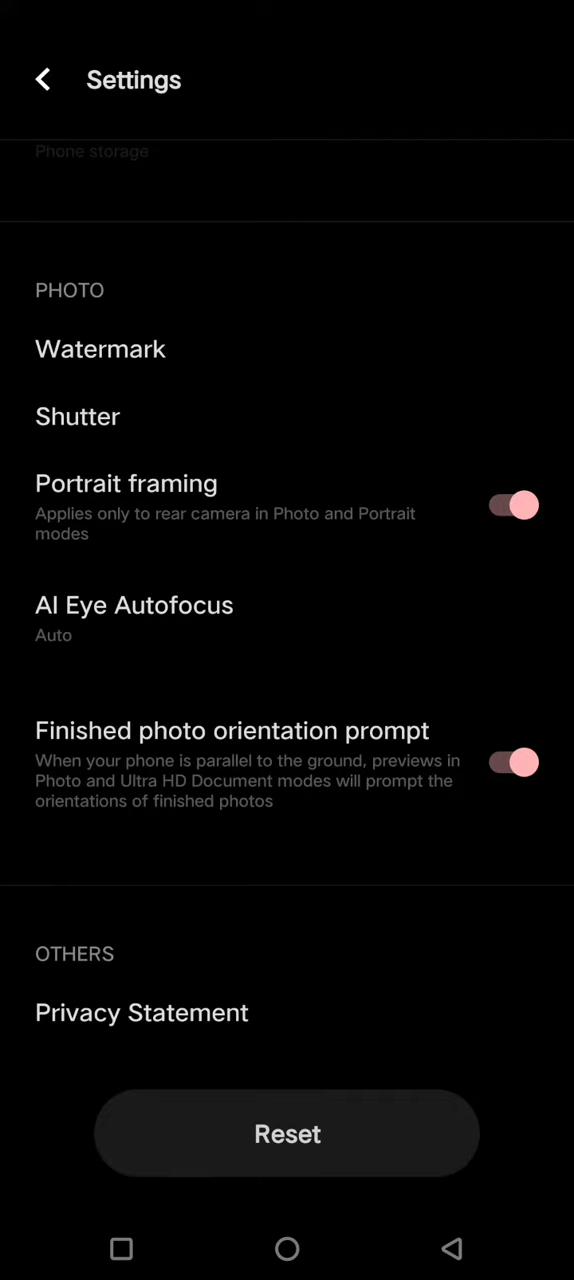 Settings
Phone storage
PHOTO
Watermark
Shutter
Portrait framing
Applies only to rear camera in Photo and Portrait
modes
AI Eye Autofocus
Auto
Finished photo orientation prompt
When your phone is parallel to the ground, previews in
Photo and Ultra HD Document modes will prompt the
orientations of finished photos
OTHERS
Privacy Statement
Reset